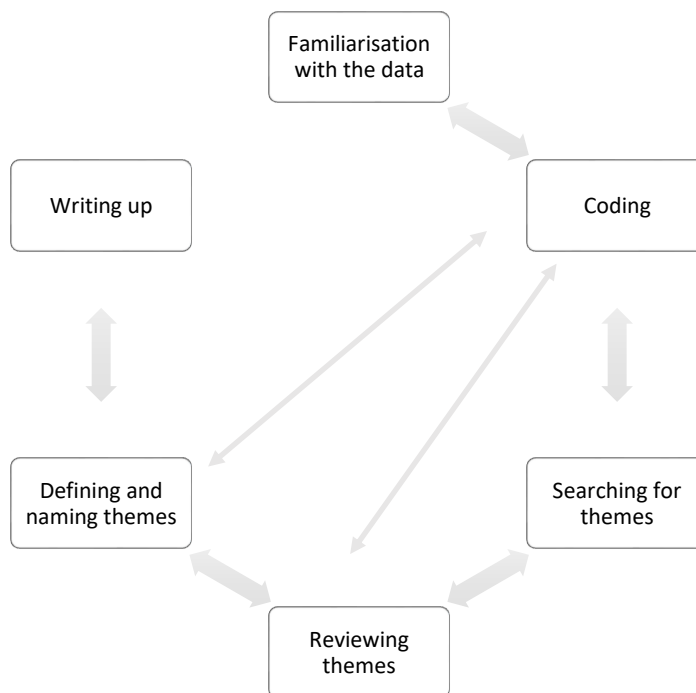 Familiarisation
with the data
Writing up
Coding
Defining and
naming themes
Searching for
themes
Reviewing
themes